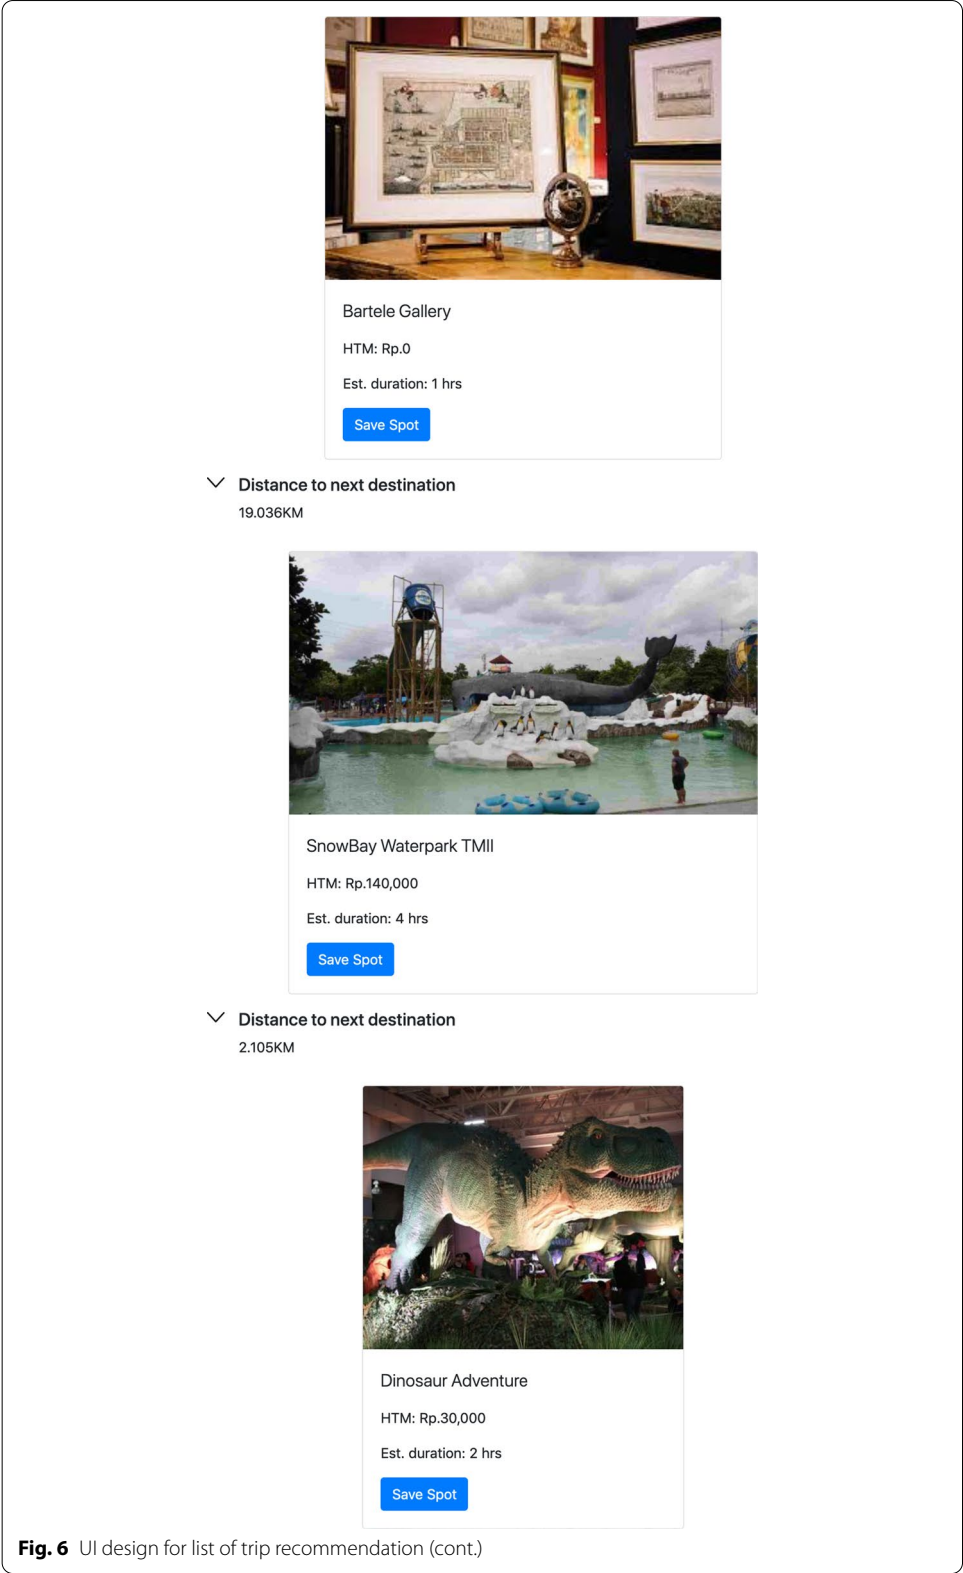 Bartele Gallery
HTM: Rp.0
Est. duration: 1 hrs
Save Spot
Distance to next destination
19.036KM
SnowBay Waterpark TMII
HTM: Rp.140,000
Est. duration: 4 hrs
Save Spot
Distance to next destination
2.105KM
Dinosaur Adventure
HTM: Rp.30,000
Est. duration: 2 hrs
Save Spot
Fig. 6 UI design for list of trip recommendation (cont.)